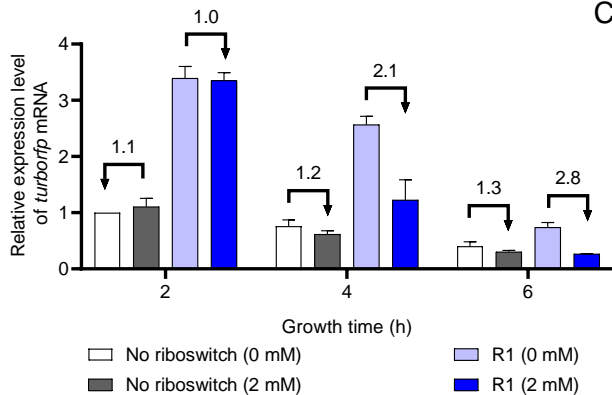 C
Relative expression level
of turborfp mRNA
4
3
2
1
0
1.1
1.0
1.2
2.1
1.3
2.8
2 4 6
Growth time (h)
No riboswitch (0 mM) R1 (0 mM)
No riboswitch (2 mM) R1 (2 mM)